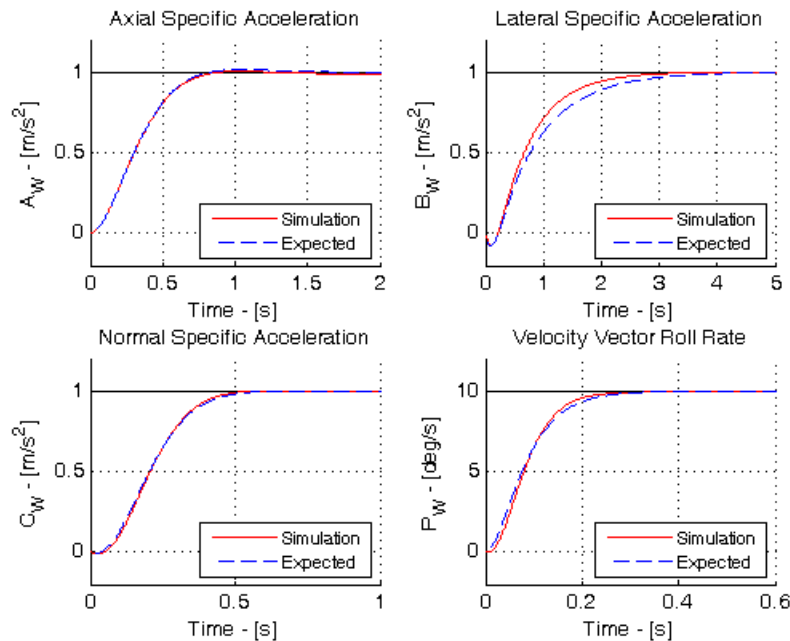 Axial Specific Acceleration
1
0.5
0
A_W - [m/s²]
Simulation
Expected
0 0.5 1 1.5 2
Time - [s]
Lateral Specific Acceleration
1
0.5
0
B_W - [m/s²]
Simulation
Expected
0 1 2 3 4 5
Time - [s]
Normal Specific Acceleration
1
0.5
0
C_W - [m/s²]
Simulation
Expected
0 0.5 1
Time - [s]
Velocity Vector Roll Rate
10
5
0
P_W - [deg/s]
Simulation
Expected
0 0.2 0.4 0.6
Time - [s]